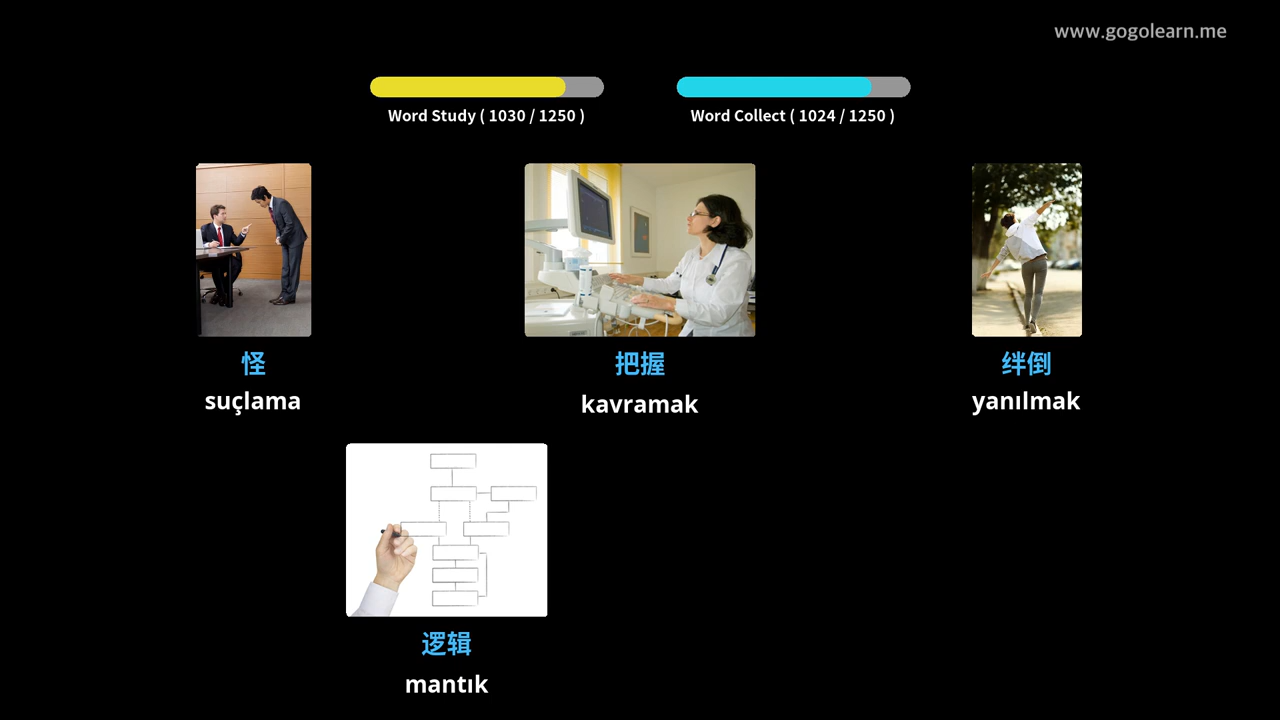 www.gogolearn.me
Word Study ( 1030 / 1250 )
Word Collect ( 1024 / 1250 )
怪
suçlama
把握
kavramak
绊倒
yanılmak
逻辑
mantık